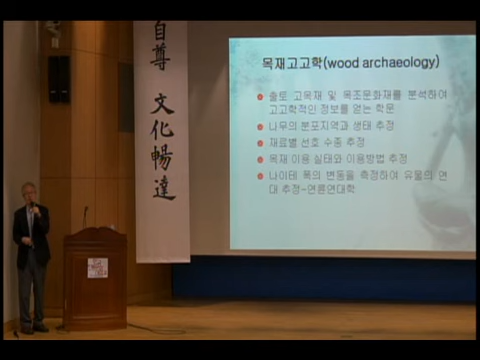 自尊 文化暢達
목재고고학(wood archaeology)
출토 고목재 및 목조문화재를 분석하여
고고학적인 정보를 얻는 학문
나무의 분포지역과 생태 추정
재료별 선호 수종 추정
목재 이용 실태와 이용방법 추정
나이테 폭의 변동을 측정하여 유물의 연
대 추정-연륜연대학